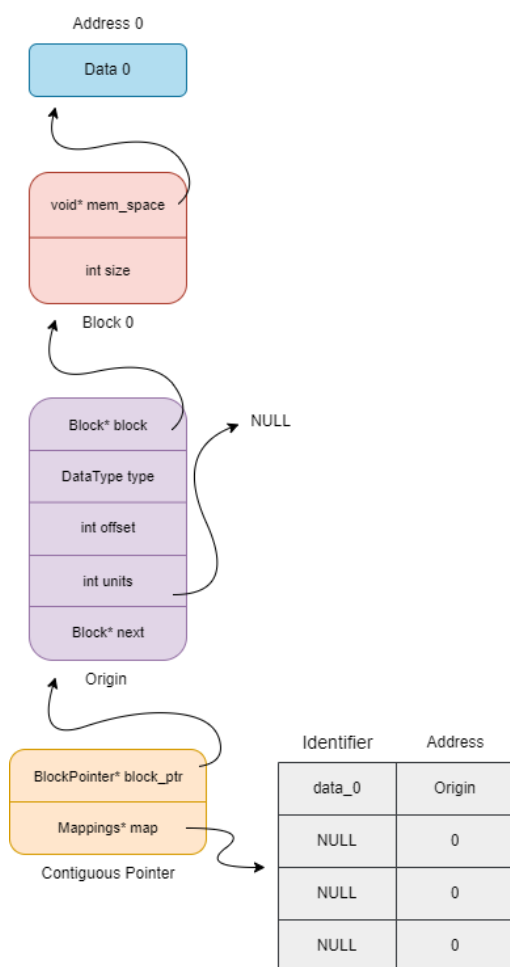 Address 0
Data 0
void* mem_space
int size
Block 0
Block* block
NULL
DataType type
int offset
int units
Block* next
Origin
BlockPointer* block_ptr
Mappings* map
Contiguous Pointer
Identifier Address
data_0 Origin
NULL 0
NULL 0
NULL 0